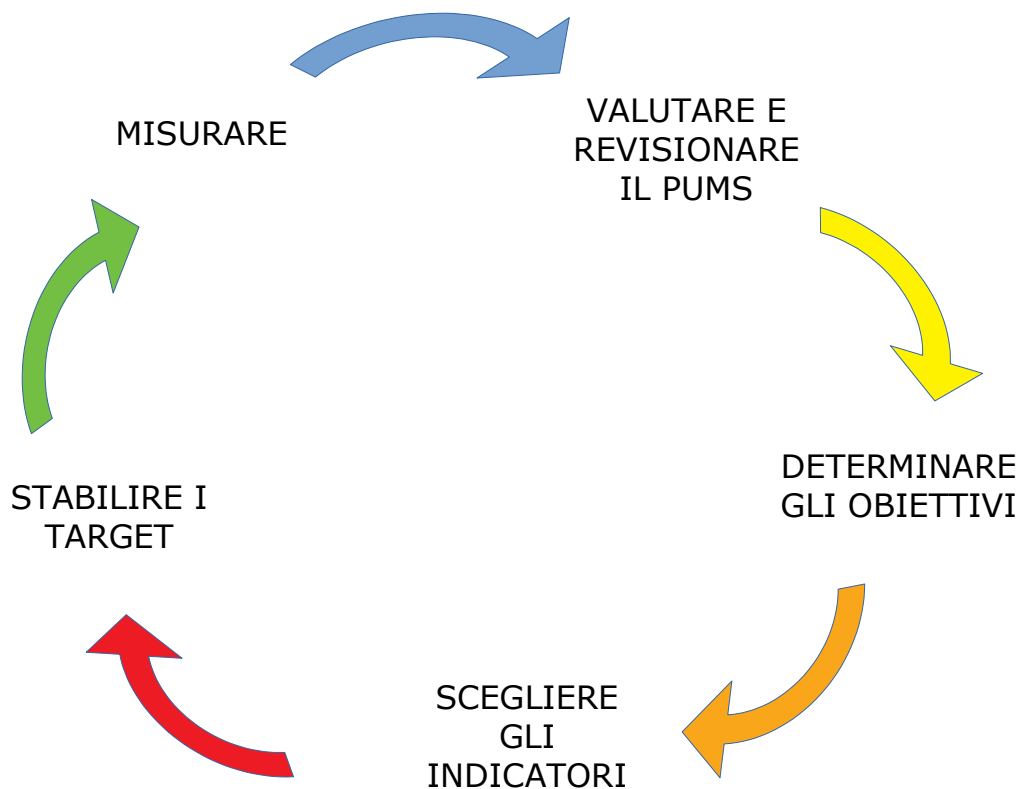 MISURARE
VALUTARE E
REVISIONARE
IL PUMS
DETERMINARE
GLI OBIETTIVI
STABILIRE I
TARGET
SCEGLIERE
GLI
INDICATORI